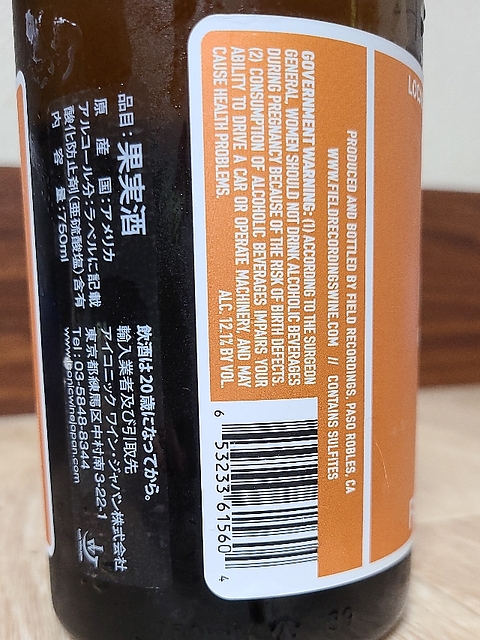 品目:果実酒
原産国:アメリカ
アルコール分:ラベルに記載
酸化防止剤(亜硫酸塩)含有
内容量:750ml
飲酒は20歳になってから。
輸入業者及び引取先
アイコニック ワイン・ジャパン株式会社
東京都練馬区中村南3-22-1
Tel:03-5848-8344
www.iconicwinejapan.com
PRODUCED AND BOTTLED BY FIELD RECORDINGS, PASO ROBLES, CA
WWW.FIELDRECORDINGSWINE.COM // CONTAINS SULFITES
GOVERNMENT WARNING: (1) ACCORDING TO THE SURGEON
GENERAL, WOMEN SHOULD NOT DRINK ALCOHOLIC BEVERAGES
DURING PREGNANCY BECAUSE OF THE RISK OF BIRTH DEFECTS.
(2) CONSUMPTION OF ALCOHOLIC BEVERAGES IMPAIRS YOUR
ABILITY TO DRIVE A CAR OR OPERATE MACHINERY, AND MAY
CAUSE HEALTH PROBLEMS.
ALC. 12.1% BY VOL.
6 53233 61560 4
39